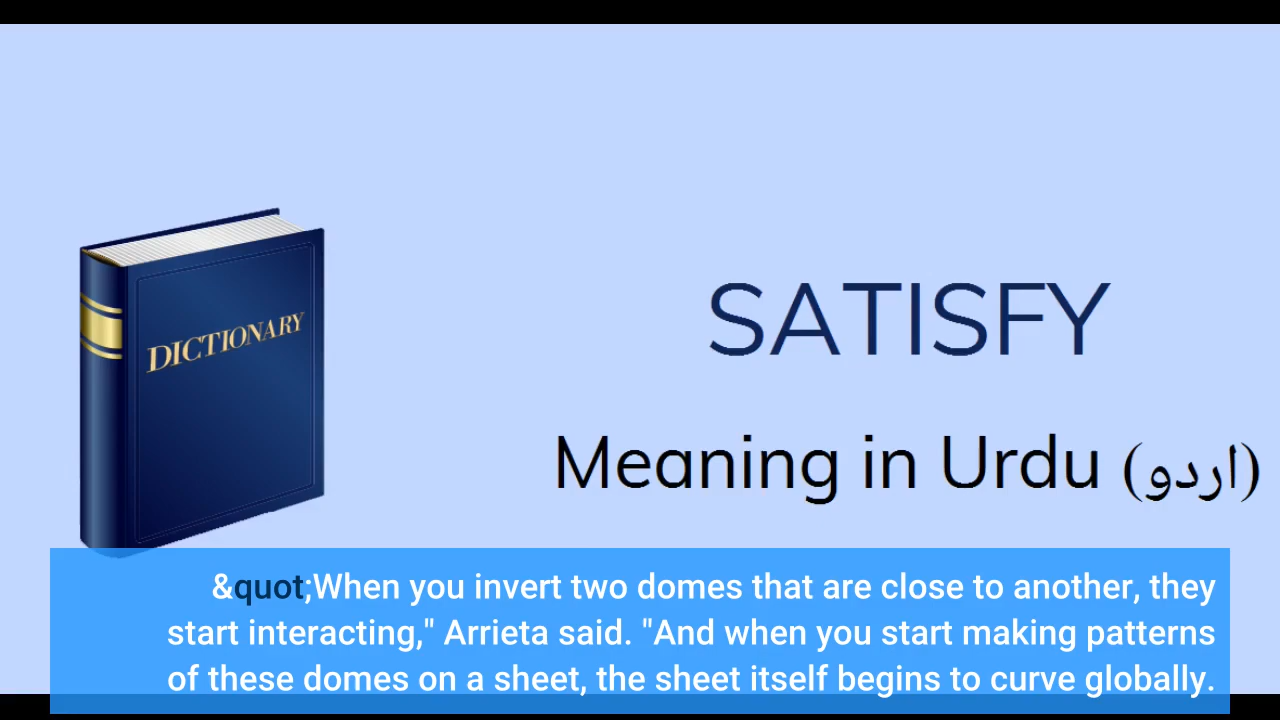 DICTIONARY
SATISFY
Meaning in Urdu (اردو)
&quot;When you invert two domes that are close to another, they
start interacting," Arrieta said. "And when you start making patterns
of these domes on a sheet, the sheet itself begins to curve globally.